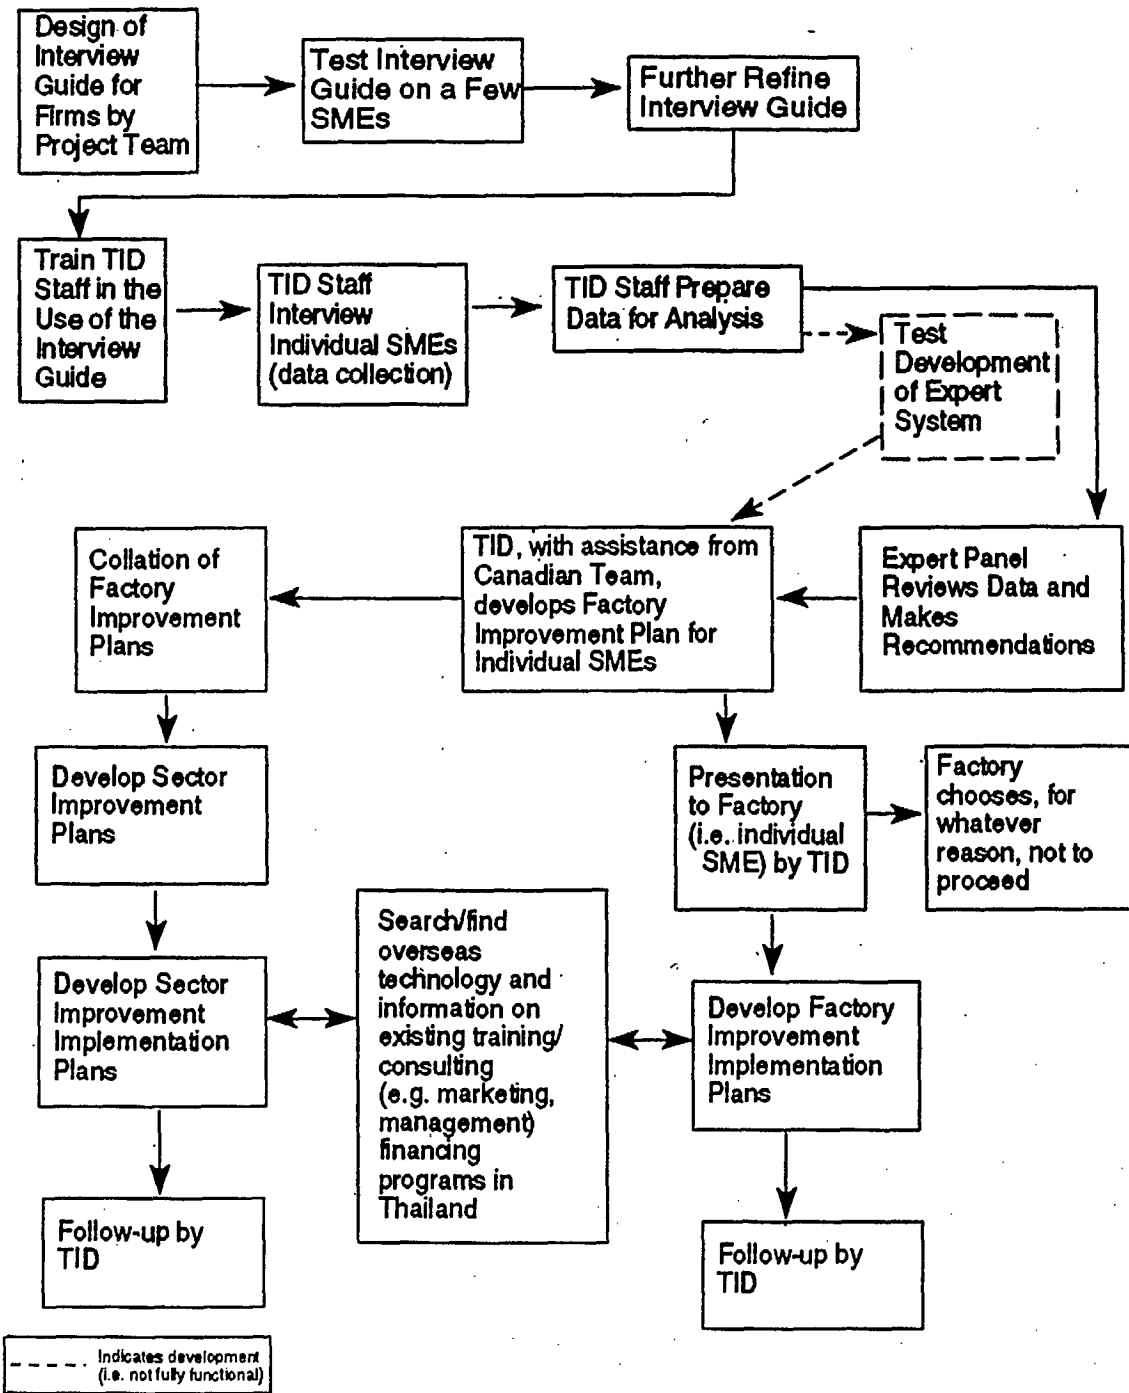 Design of
Interview
Guide for
Firms by
Project Team
Test Interview
Guide on a Few
SMEs
Further Refine
Interview Guide
Train TID
Staff in the
Use of the
Interview
Guide
TID Staff
Interview
Individual SMEs
(data collection)
TID Staff Prepare
Data for Analysis
Test
Development
of Expert
System
Collation of
Factory
Improvement
Plans
TID, with assistance from
Canadian Team,
develops Factory
Improvement Plan for
Individual SMEs
Expert Panel
Reviews Data and
Makes
Recommendations
Develop Sector
Improvement
Plans
Presentation
to Factory
(i.e. individual
SME) by TID
Factory
chooses, for
whatever
reason, not to
proceed
Develop Sector
Improvement
Implementation
Plans
Search/find
overseas
technology and
information on
existing training/
consulting
(e.g. marketing,
management)
financing
programs in
Thailand
Develop Factory
Improvement
Implementation
Plans
Follow-up by
TID
Follow-up by
TID
Indicates development
(i.e. not fully functional)